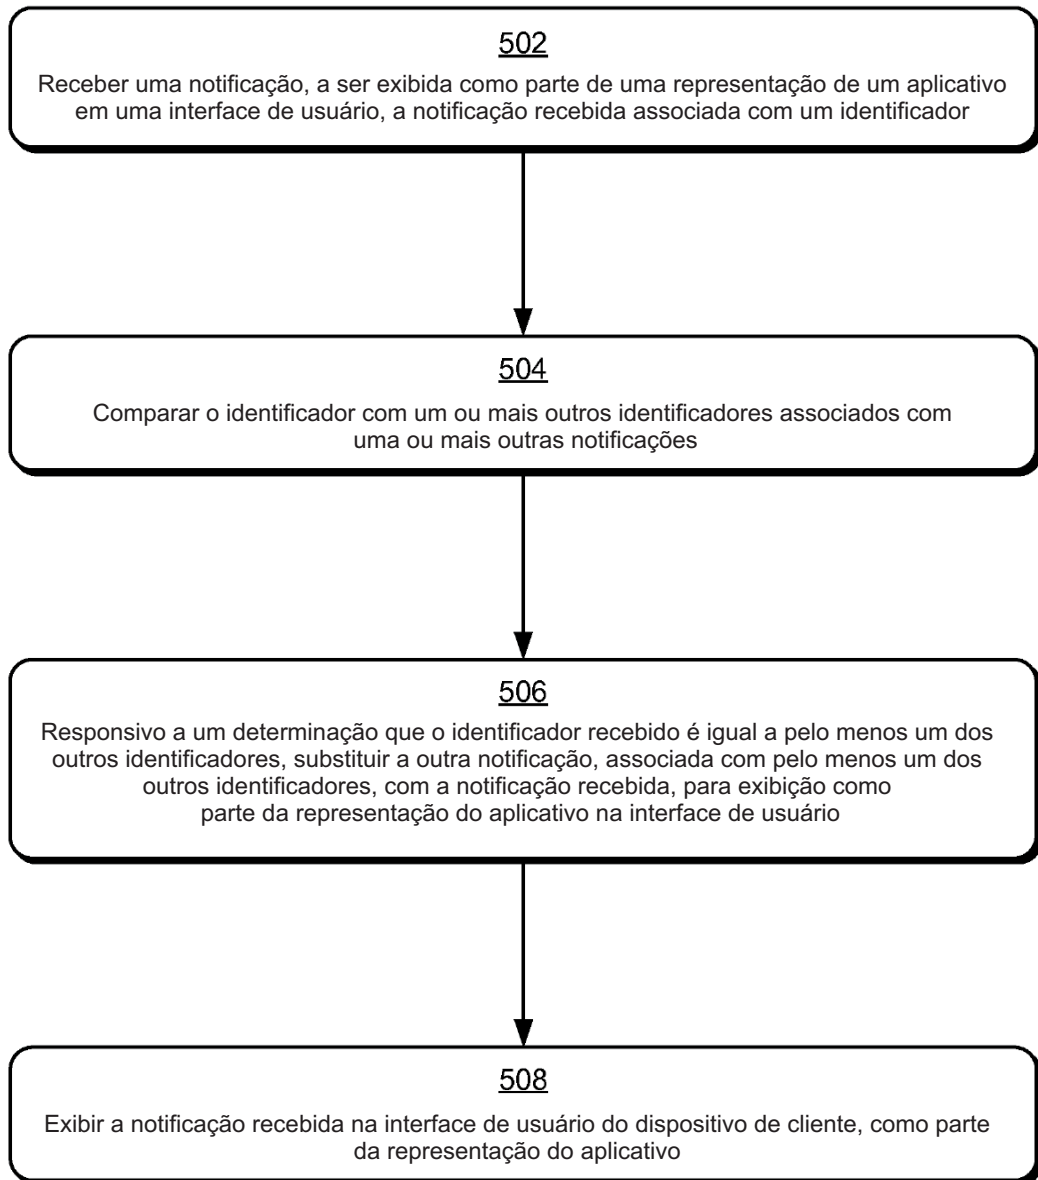 502
Receber uma notificação, a ser exibida como parte de uma representação de um aplicativo
em uma interface de usuário, a notificação recebida associada com um identificador
504
Comparar o identificador com um ou mais outros identificadores associados com
uma ou mais outras notificações
506
Responsivo a um determinação que o identificador recebido é igual a pelo menos um dos
outros identificadores, substituir a outra notificação, associada com pelo menos um dos
outros identificadores, com a notificação recebida, para exibição como
parte da representação do aplicativo na interface de usuário
508
Exibir a notificação recebida na interface de usuário do dispositivo de cliente, como parte
da representação do aplicativo